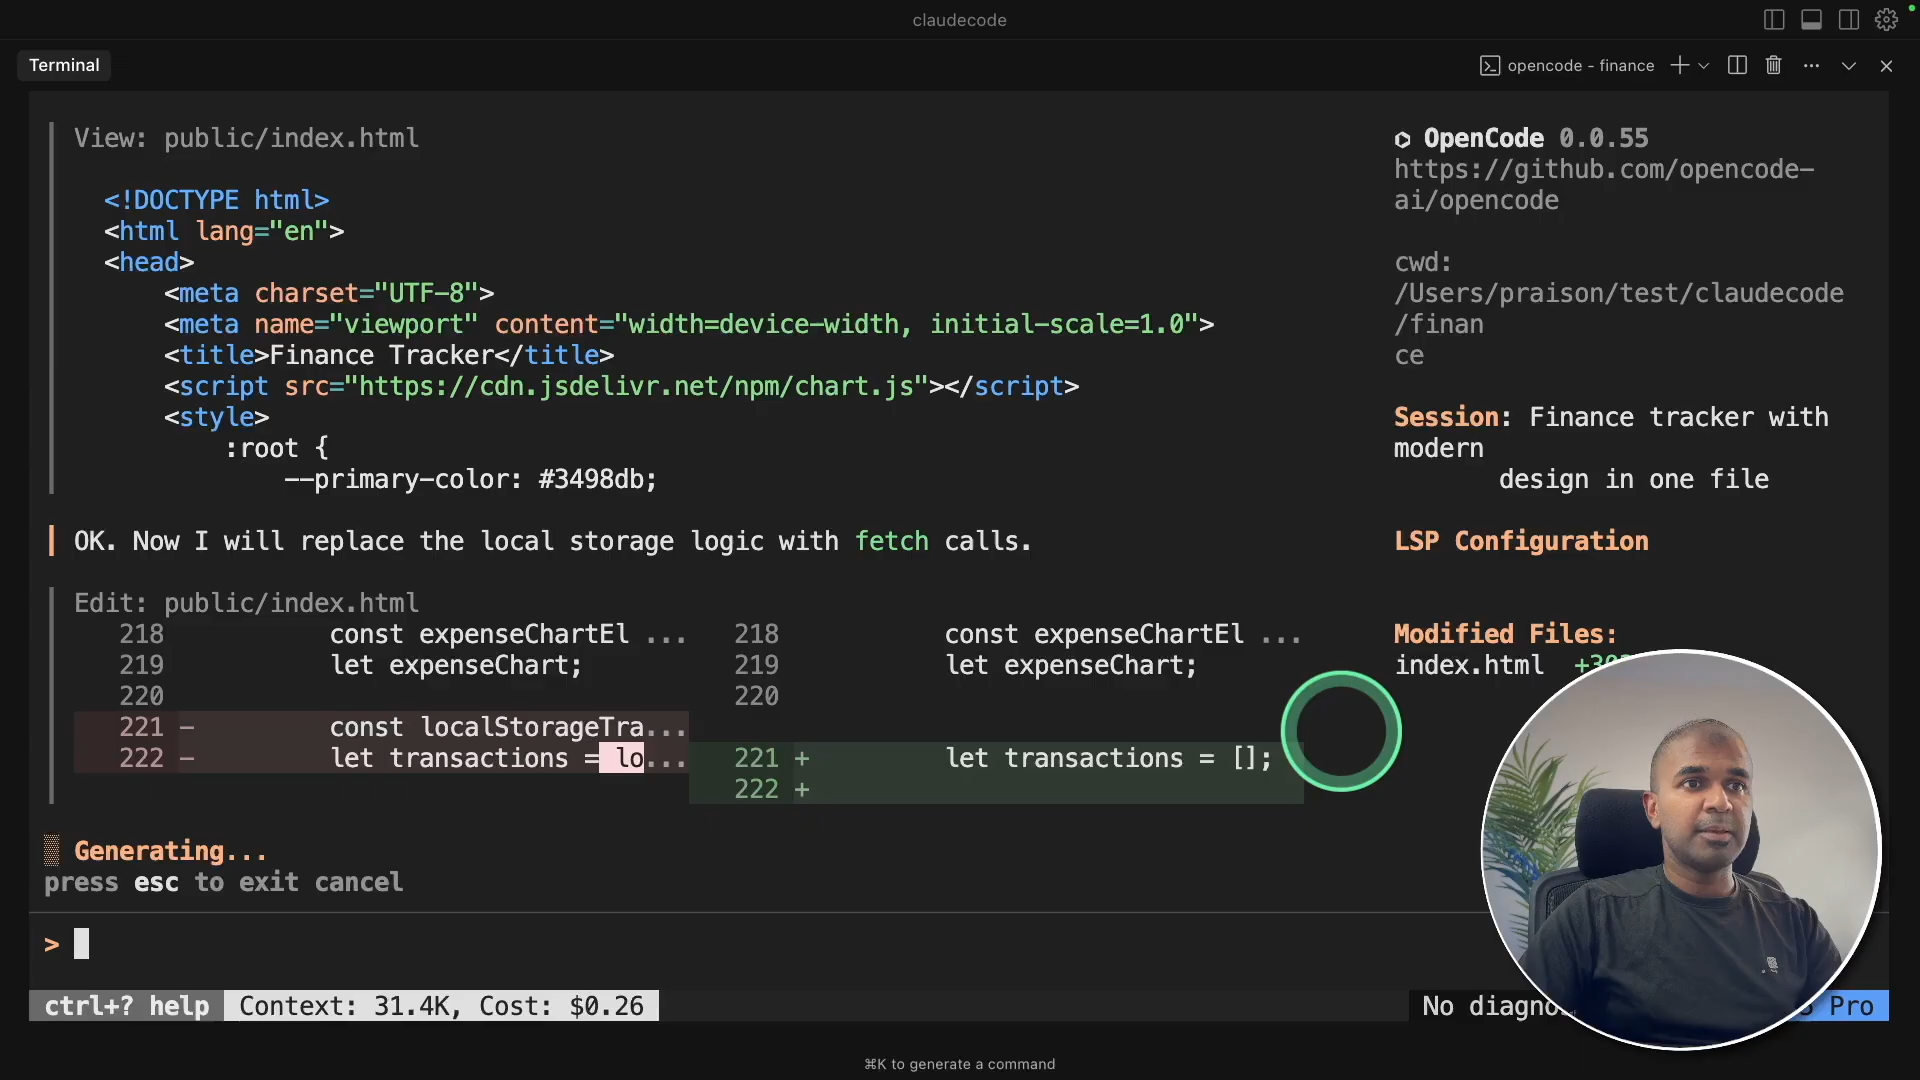 claudecode
Terminal
opencode - finance
View: public/index.html
<!DOCTYPE html>
<html lang="en">
<head>
<meta charset="UTF-8">
<meta name="viewport" content="width=device-width, initial-scale=1.0">
<title>Finance Tracker</title>
<script src="https://cdn.jsdelivr.net/npm/chart.js"></script>
<style>
:root {
--primary-color: #3498db;
OK. Now I will replace the local storage logic with fetch calls.
Edit: public/index.html
218 const expenseChartEl ... 218 const expenseChartEl ...
219 let expenseChart; 219 let expenseChart;
220 220
221 - const localStorageTra...
222 - let transactions = lo... 221 + let transactions = [];
222 +
Generating...
press esc to exit cancel
>
ctrl+? help Context: 31.4K, Cost: $0.26
OpenCode 0.0.55
https://github.com/opencode-
ai/opencode
cwd:
/Users/praison/test/claudecode
/finan
ce
Session: Finance tracker with
modern
design in one file
LSP Configuration
Modified Files:
index.html
No Pro
⌘K to generate a command